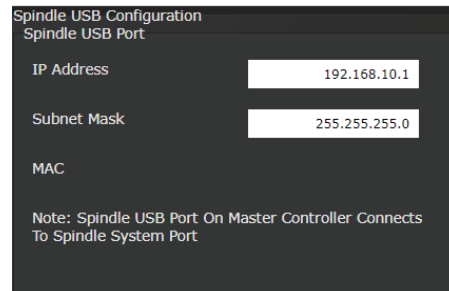 Spindle USB Configuration
Spindle USB Port
IP Address 192.168.10.1
Subnet Mask 255.255.255.0
MAC
Note: Spindle USB Port On Master Controller Connects
To Spindle System Port